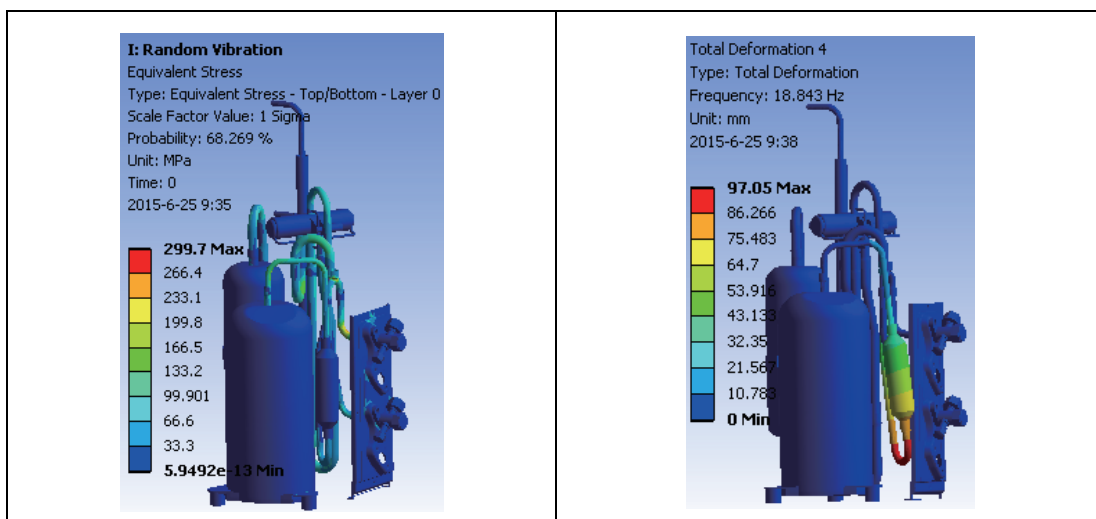 I: Random Vibration
Equivalent Stress
Type: Equivalent Stress - Top/Bottom - Layer 0
Scale Factor Value: 1 Sigma
Probability: 68.269 %
Unit: MPa
Time: 0
2015-6-25 9:35
299.7 Max
266.4
233.1
199.8
166.5
133.2
99.901
66.6
33.3
5.9492e-13 Min
Total Deformation 4
Type: Total Deformation
Frequency: 18.843 Hz
Unit: mm
2015-6-25 9:38
97.05 Max
86.266
75.483
64.7
53.916
43.133
32.35
21.567
10.783
0 Min